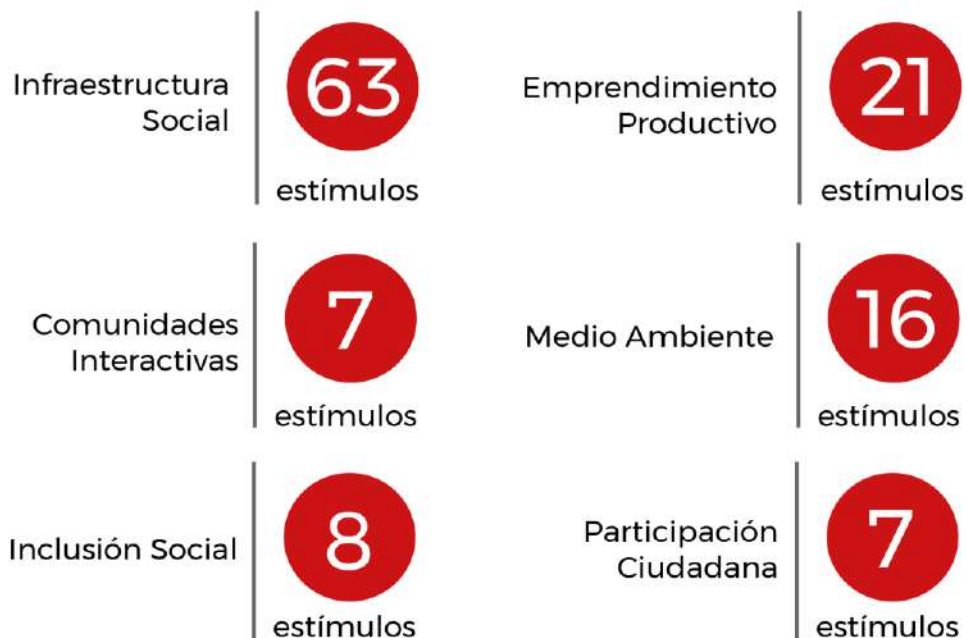 Infraestructura
Social
63
estímulos
Emprendimiento
Productivo
21
estímulos
Comunidades
Interactivas
7
estímulos
Medio Ambiente
16
estímulos
Inclusión Social
8
estímulos
Participación
Ciudadana
7
estímulos